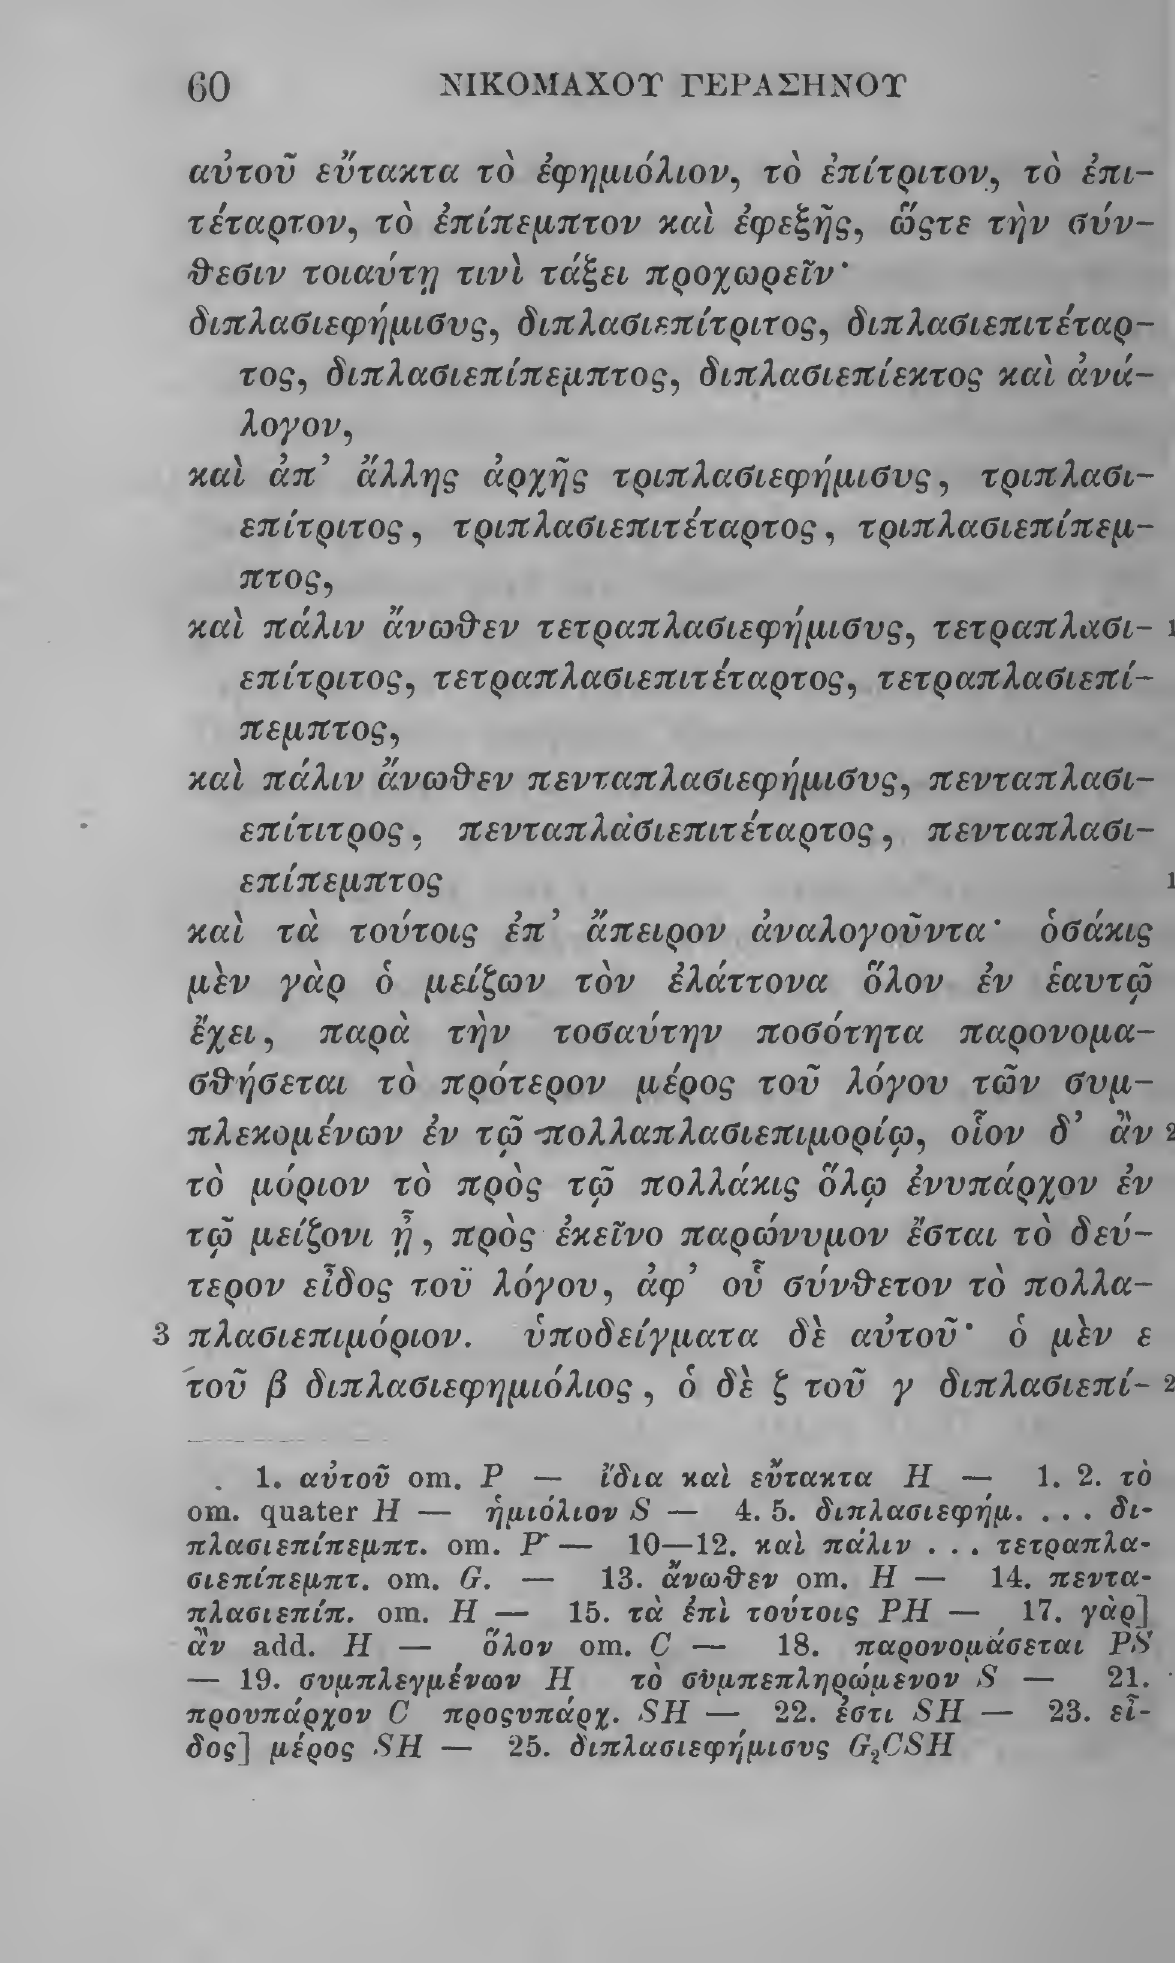 60 ΝΙΚΟΜΑΧΟΥ ΓΕΡΑΣΗΝΟΥ
αὐτοῦ εὔτακτα τὸ ἐφημιόλιον, τὸ ἐπίτριτον, τὸ ἐπι-
τέταρτον, τὸ ἐπίπεμπτον καὶ ἐφεξῆς, ὥςτε τὴν σύν-
θεσιν τοιαύτῃ τινὶ τάξει προχωρεῖν·
διπλασιεφήμισυς, διπλασιεπίτριτος, διπλασιεπιτέταρ-
τος, διπλασιεπίπεμπτος, διπλασιεπίεκτος καὶ ἀνά-
λογον,
καὶ ἀπ’ ἄλλης ἀρχῆς τριπλασιεφήμισυς, τριπλασι-
επίτριτος, τριπλασιεπιτέταρτος, τριπλασιεπίπεμ-
πτος,
καὶ πάλιν ἄνωθεν τετραπλασιεφήμισυς, τετραπλασι- 1
επίτριτος, τετραπλασιεπιτέταρτος, τετραπλασιεπί-
πεμπτος,
καὶ πάλιν ἄνωθεν πενταπλασιεφήμισυς, πενταπλασι-
επίτιτρος, πενταπλασιεπιτέταρτος, πενταπλασι-
επίπεμπτος 1
καὶ τὰ τούτοις ἐπ’ ἄπειρον ἀναλογοῦντα· ὁσάκις
μὲν γὰρ ὁ μείζων τὸν ἐλάττονα ὅλον ἐν ἑαυτῷ
ἔχει, παρὰ τὴν τοσαύτην ποσότητα παρονομα-
σθήσεται τὸ πρότερον μέρος τοῦ λόγου τῶν συμ-
πλεκομένων ἐν τῷ πολλαπλασιεπιμορίῳ, οἷον δ’ ἂν 2
τὸ μόριον τὸ πρὸς τῷ πολλάκις ὅλῳ ἐνυπάρχον ἐν
τῷ μείζονι ᾖ, πρὸς ἐκεῖνο παρώνυμον ἔσται τὸ δεύ-
τερον εἶδος τοῦ λόγου, ἀφ’ οὗ σύνθετον τὸ πολλα-
3 πλασιεπιμόριον. ὑποδείγματα δὲ αὐτοῦ· ὁ μὲν ε
τοῦ β διπλασιεφημιόλιος, ὁ δὲ ζ τοῦ γ διπλασιεπί- 2
1. αὐτοῦ om. P — ἴδια καὶ εὔτακτα H — 1. 2. τὸ
om. quater H — ἡμιόλιον S — 4. 5. διπλασιεφήμ. . . . δι-
πλασιεπίπεμπτ. om. P — 10—12. καὶ πάλιν . . . τετραπλα-
σιεπίπεμπτ. om. G. — 13. ἄνωθεν om. H — 14. πεντα-
πλασιεπίπ. om. H — 15. τὰ ἐπὶ τούτοις PH — 17. γὰρ]
ἂν add. H — ὅλον om. C — 18. παρονομάσεται PS
— 19. συμπλεγμένων H τὸ συμπεπληρώμενον S — 21.
προυπάρχον C προςυπάρχ. SH — 22. ἐστι SH — 23. εἶ-
δος] μέρος SH — 25. διπλασιεφήμισυς G₂CSH